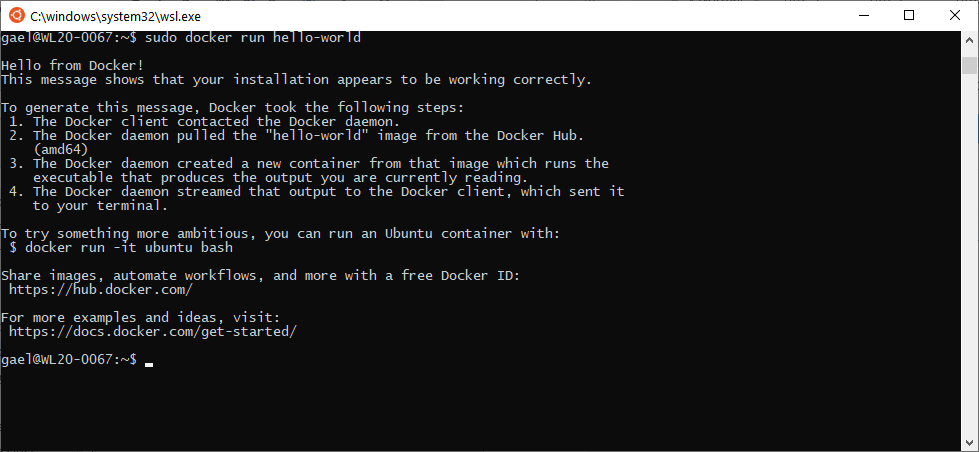 C:\windows\system32\wsl.exe
gael@WL20-0067:~$ sudo docker run hello-world
Hello from Docker!
This message shows that your installation appears to be working correctly.
To generate this message, Docker took the following steps:
1. The Docker client contacted the Docker daemon.
2. The Docker daemon pulled the "hello-world" image from the Docker Hub.
(amd64)
3. The Docker daemon created a new container from that image which runs the
executable that produces the output you are currently reading.
4. The Docker daemon streamed that output to the Docker client, which sent it
to your terminal.
To try something more ambitious, you can run an Ubuntu container with:
$ docker run -it ubuntu bash
Share images, automate workflows, and more with a free Docker ID:
https://hub.docker.com/
For more examples and ideas, visit:
https://docs.docker.com/get-started/
gael@WL20-0067:~$